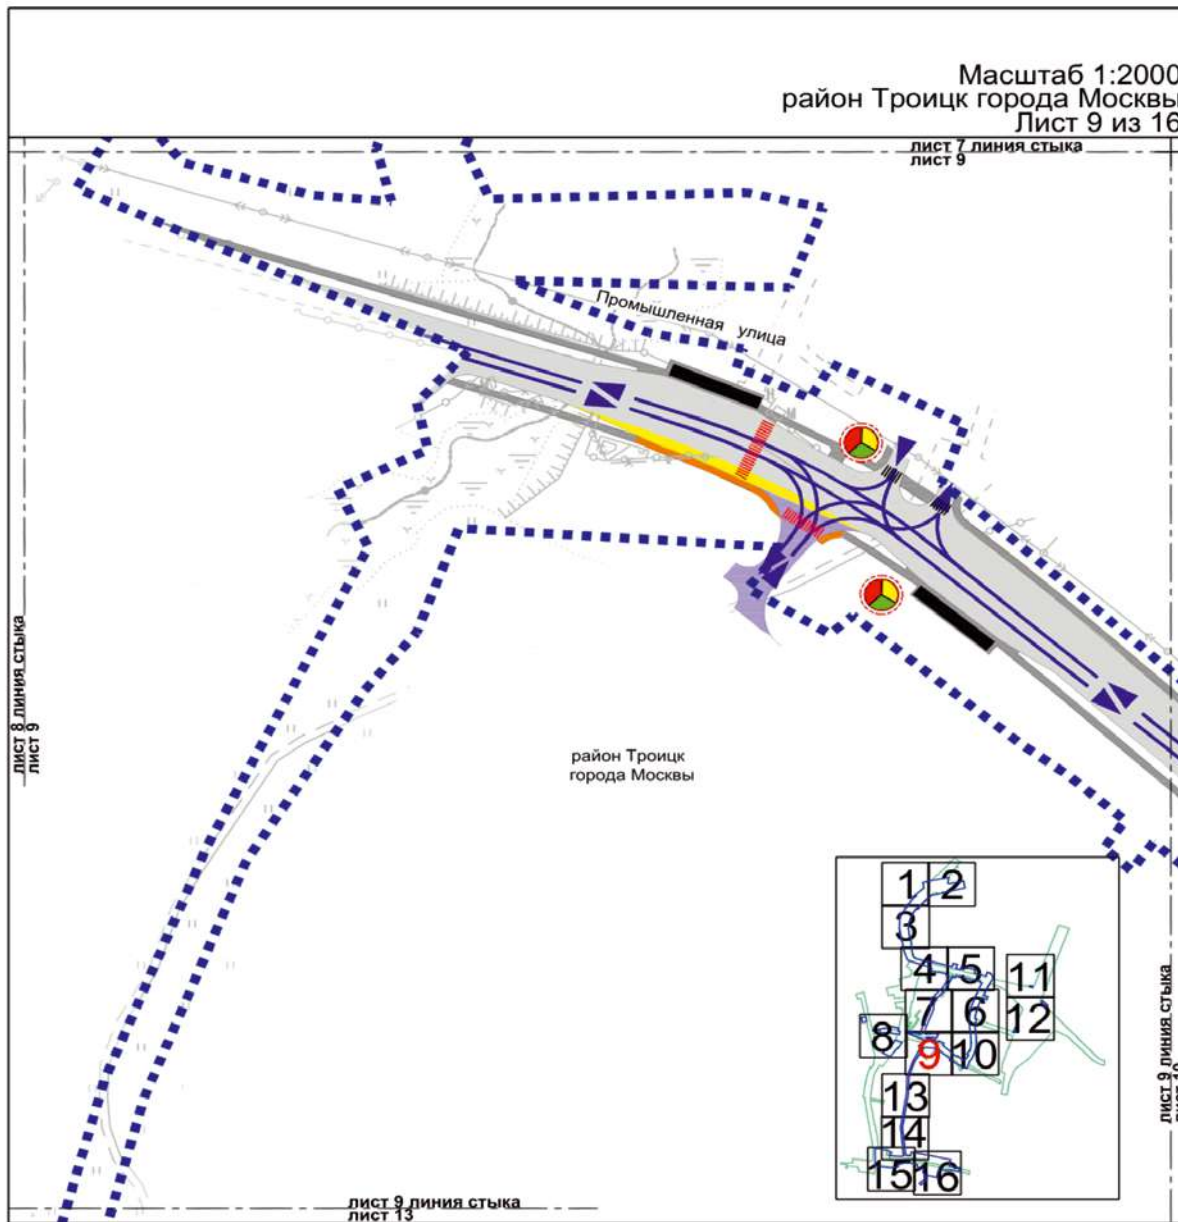 Масштаб 1:2000
район Троицк города Москвы
Лист 9 из 16
лист 7 линия стыка
лист 9
Промышленная улица
лист 8 линия стыка
лист 9
район Троицк
города Москвы
1 2
3
4 5 11
7 6 12
8 9 10
13
14
15 16
лист 9 линия стыка
лист 9 линия стыка
лист 13